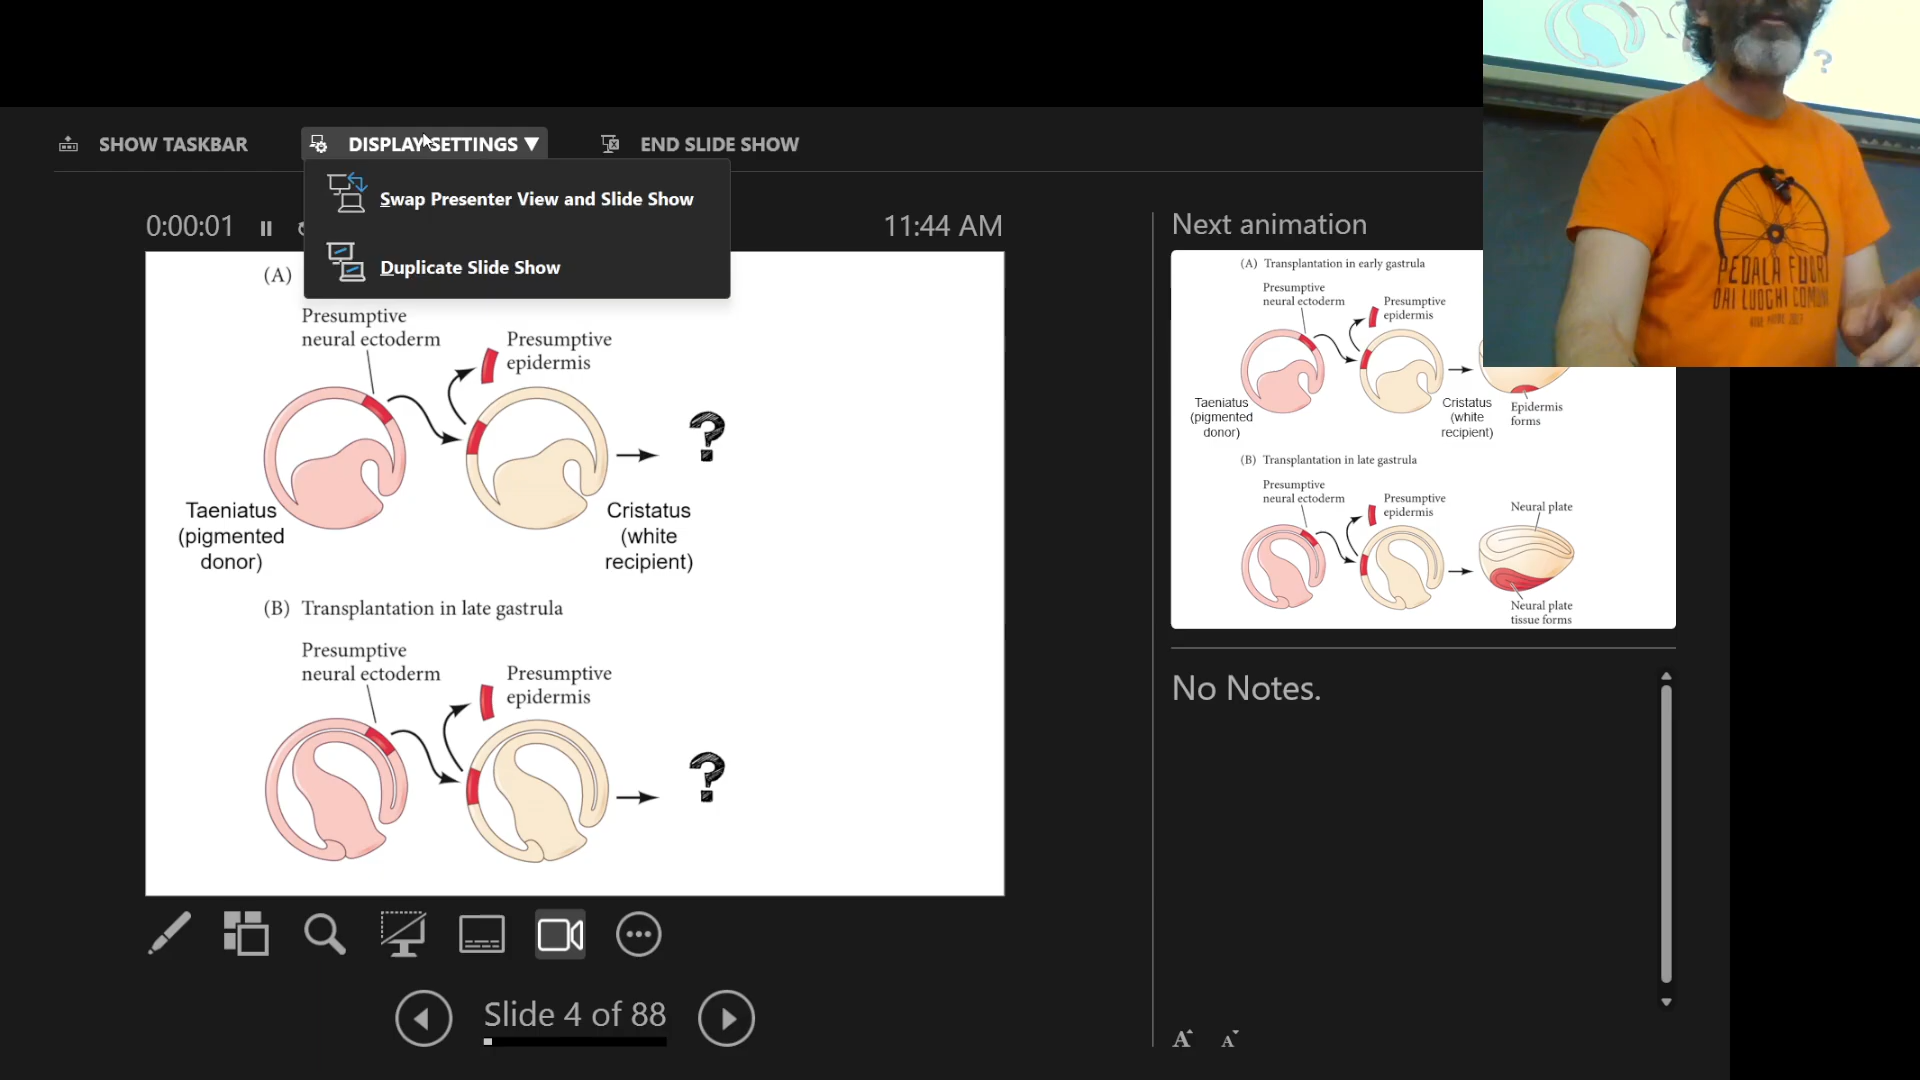 SHOW TASKBAR
DISPLAY SETTINGS ▼
END SLIDE SHOW
Swap Presenter View and Slide Show
Duplicate Slide Show
0:00:01
11:44 AM
(A)
Presumptive
neural ectoderm
Presumptive
epidermis
?
Taeniatus
(pigmented
donor)
Cristatus
(white
recipient)
(B) Transplantation in late gastrula
Presumptive
neural ectoderm
Presumptive
epidermis
?
Slide 4 of 88
Next animation
(A) Transplantation in early gastrula
Presumptive
neural ectoderm
Presumptive
epidermis
Taeniatus
(pigmented
donor)
Cristatus
(white
recipient)
Epidermis
forms
(B) Transplantation in late gastrula
Presumptive
neural ectoderm
Presumptive
epidermis
Neural plate
Neural plate
tissue forms
No Notes.
A A
?
PEDALA FUORI
DAI LUOGHI COMUNI